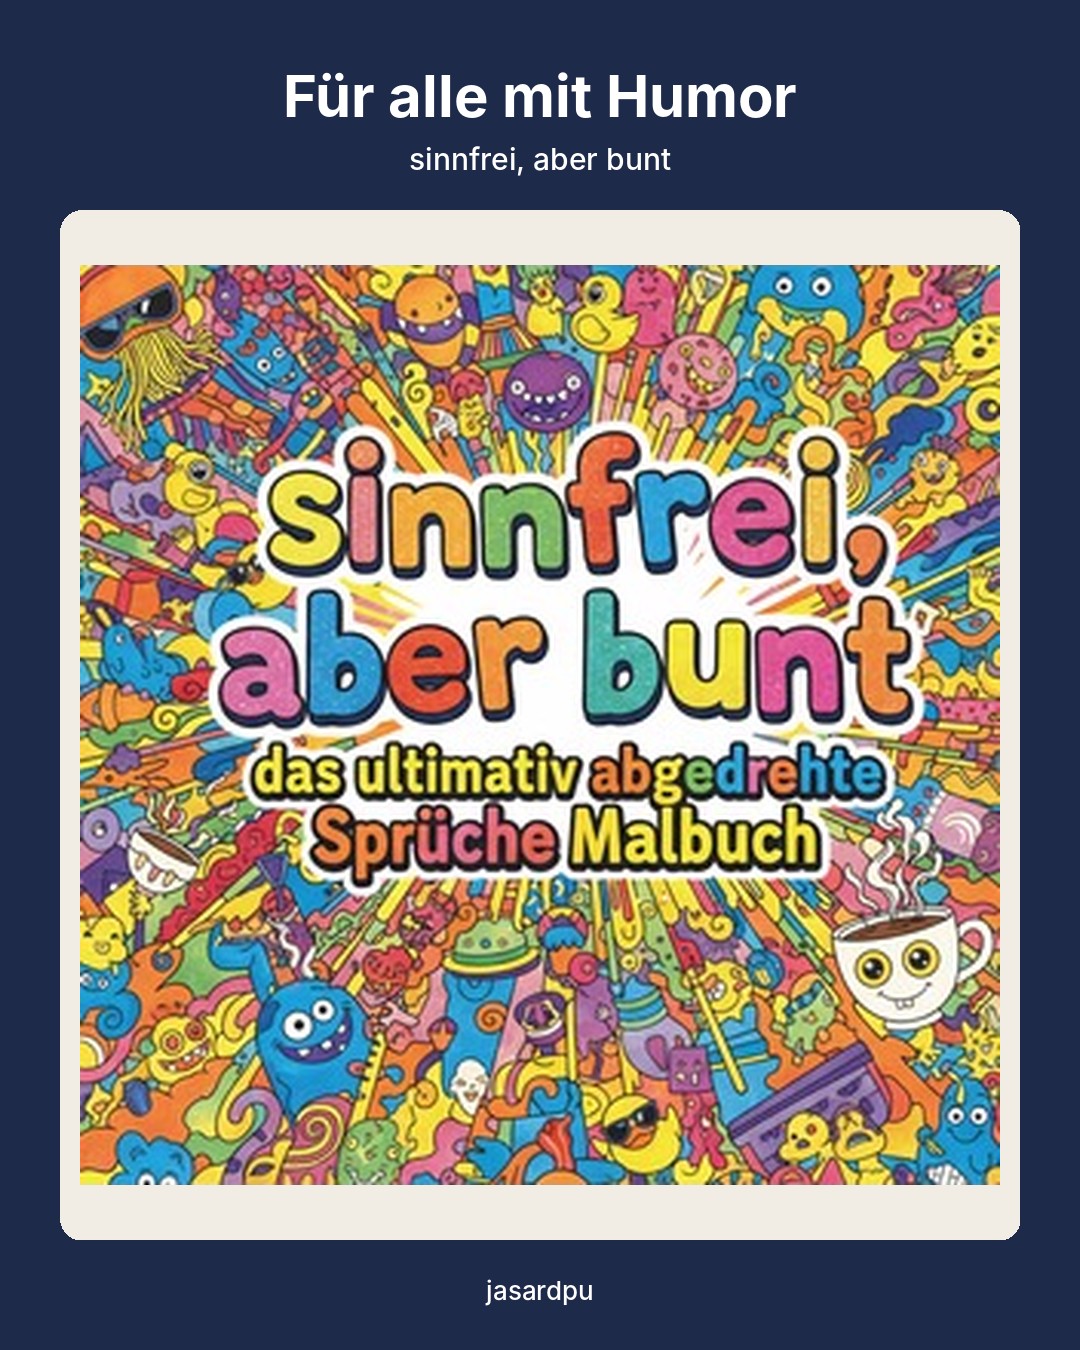 Für alle mit Humor
sinnfrei, aber bunt
sinnfrei,
aber bunt
das ultimativ abgedrehte
Sprüche Malbuch
jasardpu